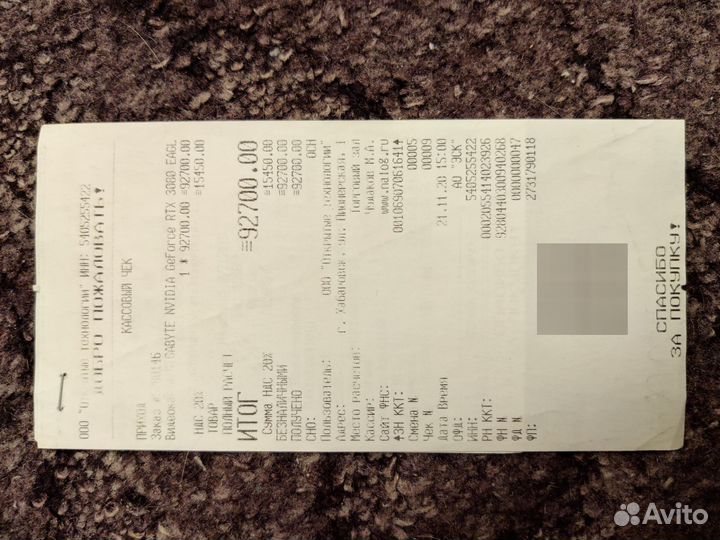 ООО "Открытые технологии" ИНН: 5405255422
ДОБРО ПОЖАЛОВАТЬ!
КАССОВЫЙ ЧЕК
ПРИХОД
Заказ
GIGABYTE NVIDIA GeForce RTX 3080 EAGL
1 * 92700.00 =92700.00
НДС 20% =15450.00
ТОВАР
ПОЛНЫЙ РАСЧЕТ
ИТОГ =92700.00
Сумма НДС 20% =15450.00
БЕЗНАЛИЧНЫМИ =92700.00
ПОЛУЧЕНО =92700.00
СНО: ОСН
Пользователь: ООО "Открытые технологии"
Адрес: г. Хабаровск, ул. Пионерская, 1
Место расчетов: Торговый зал
Кассир: М.А.
Сайт ФНС: www.nalog.ru
ЗН ККТ: 00106907061641
Смена N 00005
Чек N 00009
Дата Время 21.11.20 15:00
ОФД: АО "ЭСК"
ИНН: 5405255422
РН ККТ: 0002055414023926
ФН N 9280440300940268
ФД N 0000000047
ФП: 2731790118
СПАСИБО
ЗА ПОКУПКУ!
Avito